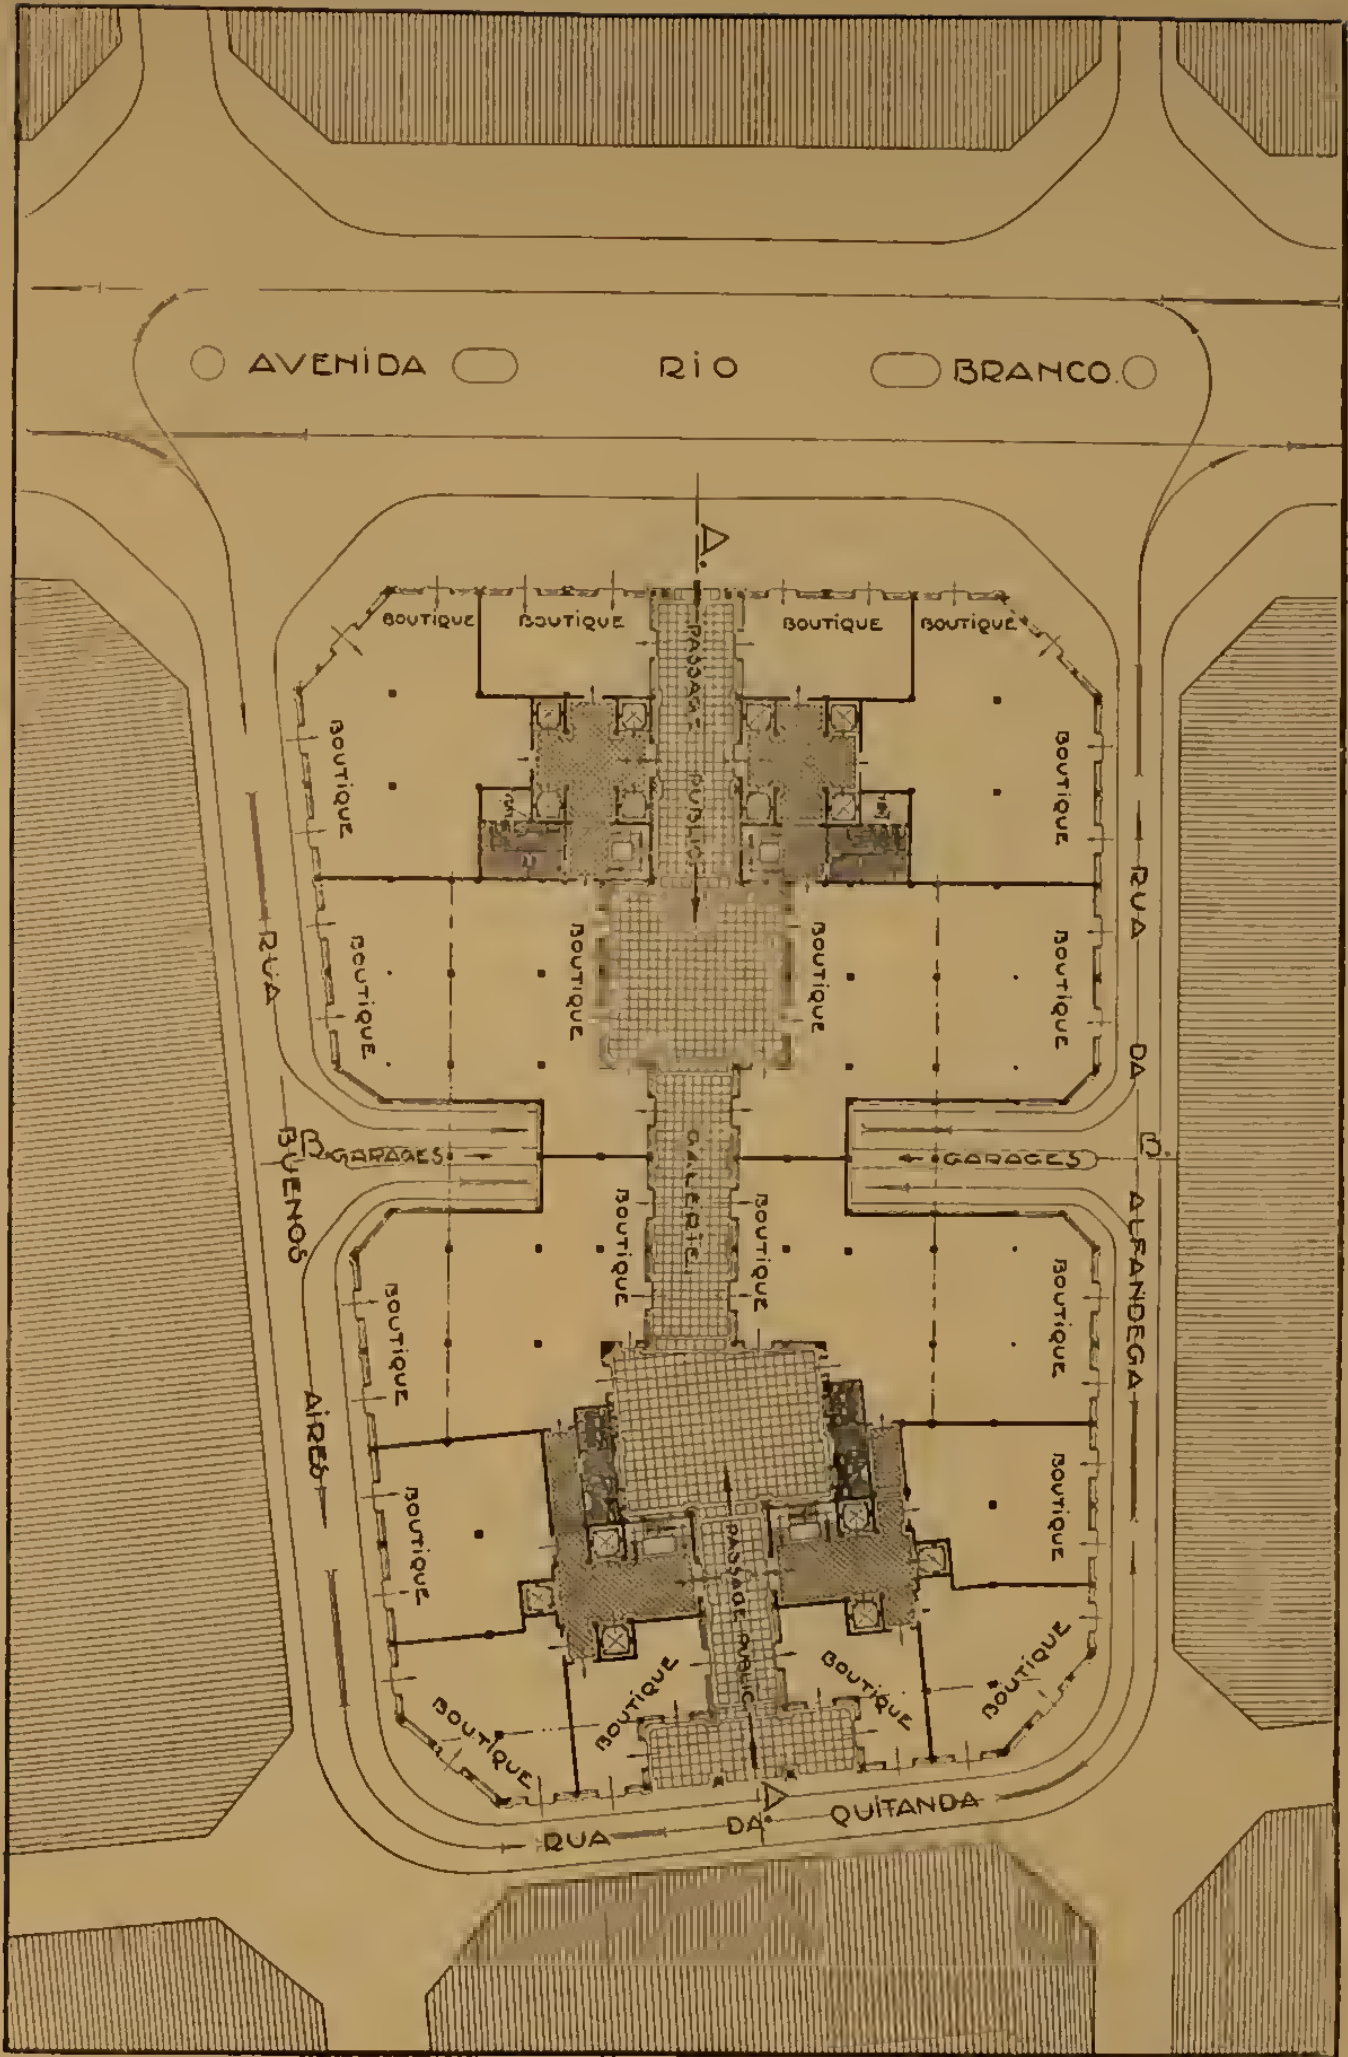 AVENIDA RIO BRANCO.
A.
BOUTIQUE BOUTIQUE BOUTIQUE BOUTIQUE
PASSAGE PUBLIC
BOUTIQUE
BOUTIQUE
RUA BUENOS AIRES
RUA DA ALFANDEGA
BOUTIQUE
BOUTIQUE
BOUTIQUE
BOUTIQUE
B. GARAGES
GARAGES B.
GALERIE.
BOUTIQUE
BOUTIQUE
BOUTIQUE
BOUTIQUE
BOUTIQUE
BOUTIQUE
PASSAGE PUBLIC
BOUTIQUE
BOUTIQUE
BOUTIQUE
BOUTIQUE
A.
RUA DA QUITANDA